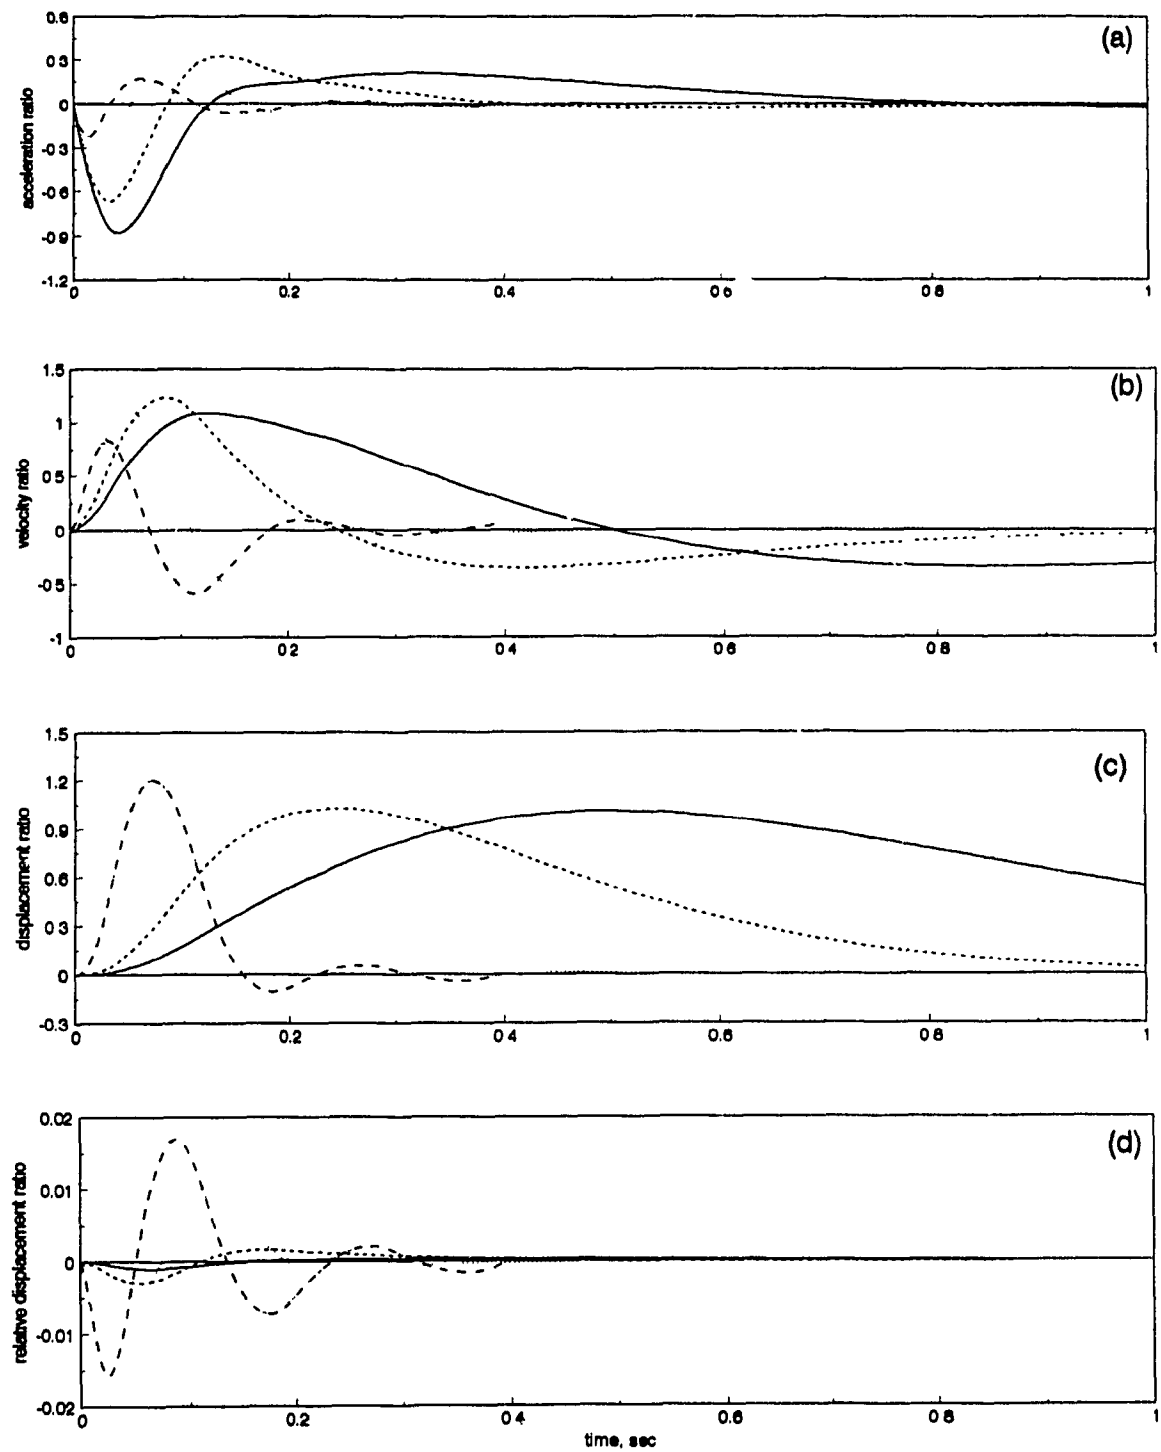 (a)
acceleration ratio
0.6
0.3
0
-0.3
-0.6
-0.9
-1.2
0 0.2 0.4 0.6 0.8 1
(b)
velocity ratio
1.5
1
0.5
0
-0.5
-1
0 0.2 0.4 0.6 0.8 1
(c)
displacement ratio
1.5
1.2
0.9
0.6
0.3
0
-0.3
0 0.2 0.4 0.6 0.8 1
(d)
relative displacement ratio
0.02
0.01
0
-0.01
-0.02
0 0.2 0.4 0.6 0.8 1
time, sec